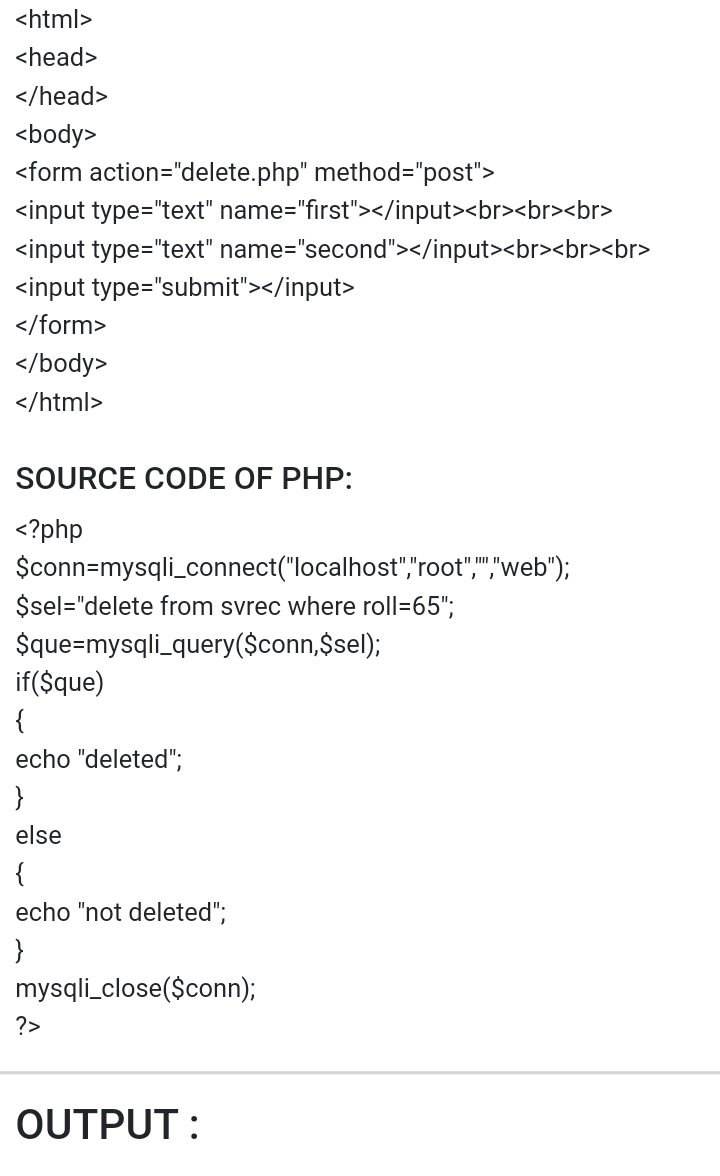 <html>
<head>
</head>
<body>
<form action="delete.php" method="post">
<input type="text" name="first"></input><br><br><br>
<input type="text" name="second"></input><br><br><br>
<input type="submit"></input>
</form>
</body>
</html>
SOURCE CODE OF PHP:
<?php
$conn=mysqli_connect("localhost","root","","web");
$sel="delete from svrec where roll=65";
$que=mysqli_query($conn,$sel);
if($que)
{
echo "deleted";
}
else
{
echo "not deleted";
}
mysqli_close($conn);
?>
OUTPUT :